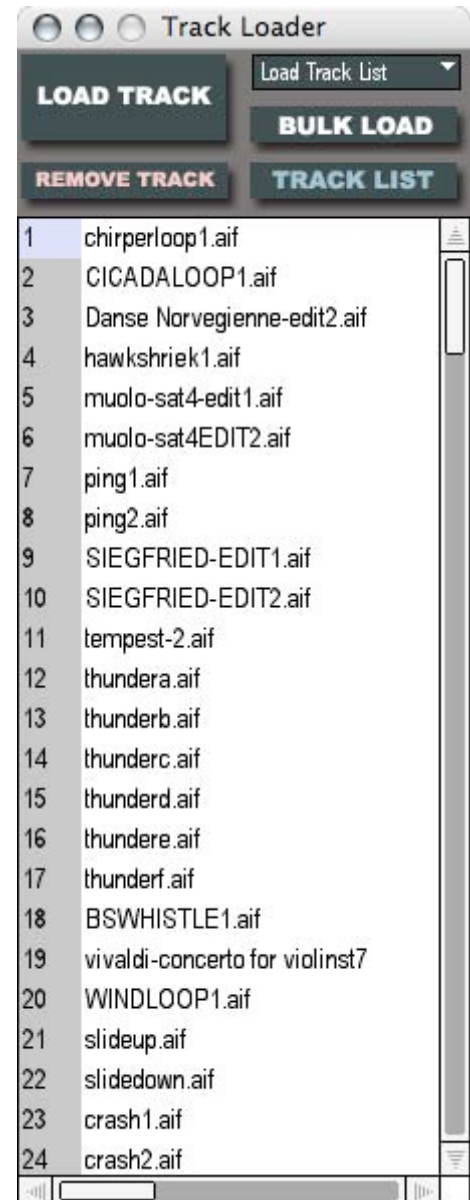 Track Loader
LOAD TRACK
Load Track List
BULK LOAD
REMOVE TRACK
TRACK LIST
1 chirperloop1.aif
2 CICADALOOP1.aif
3 Danse Norvegienne-edit2.aif
4 hawkshriek1.aif
5 muolo-sat4-edit1.aif
6 muolo-sat4EDIT2.aif
7 ping1.aif
8 ping2.aif
9 SIEGFRIED-EDIT1.aif
10 SIEGFRIED-EDIT2.aif
11 tempest-2.aif
12 thundera.aif
13 thunderb.aif
14 thunderc.aif
15 thunderd.aif
16 thundere.aif
17 thunderf.aif
18 BSWHISTLE1.aif
19 vivaldi-concerto for violinst7
20 WINDLOOP1.aif
21 slideup.aif
22 slidedown.aif
23 crash1.aif
24 crash2.aif